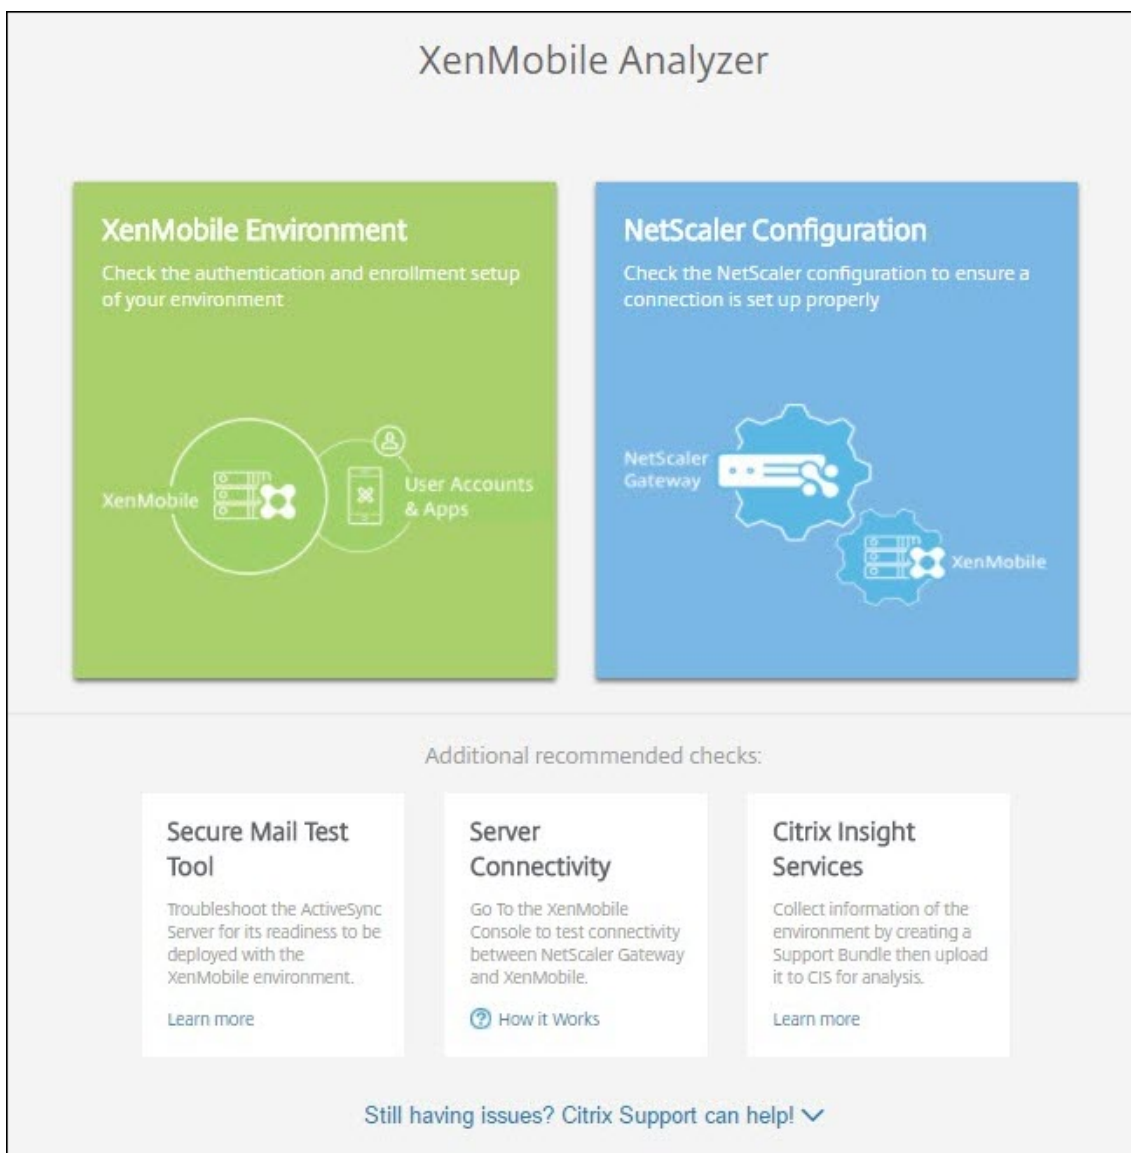 XenMobile Analyzer
XenMobile Environment
Check the authentication and enrollment setup
of your environment
XenMobile
User Accounts
& Apps
NetScaler Configuration
Check the NetScaler configuration to ensure a
connection is set up properly
NetScaler
Gateway
XenMobile
Additional recommended checks:
Secure Mail Test
Tool
Troubleshoot the ActiveSync
Server for its readiness to be
deployed with the
XenMobile environment.
Learn more
Server
Connectivity
Go To the XenMobile
Console to test connectivity
between NetScaler Gateway
and XenMobile.
? How it Works
Citrix Insight
Services
Collect information of the
environment by creating a
Support Bundle then upload
it to CIS for analysis.
Learn more
Still having issues? Citrix Support can help!